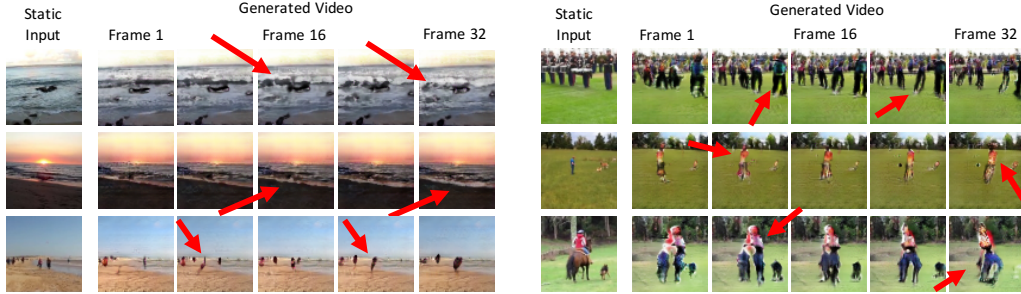 Static Input
Generated Video
Frame 1
Frame 16
Frame 32
Static Input
Generated Video
Frame 1
Frame 16
Frame 32